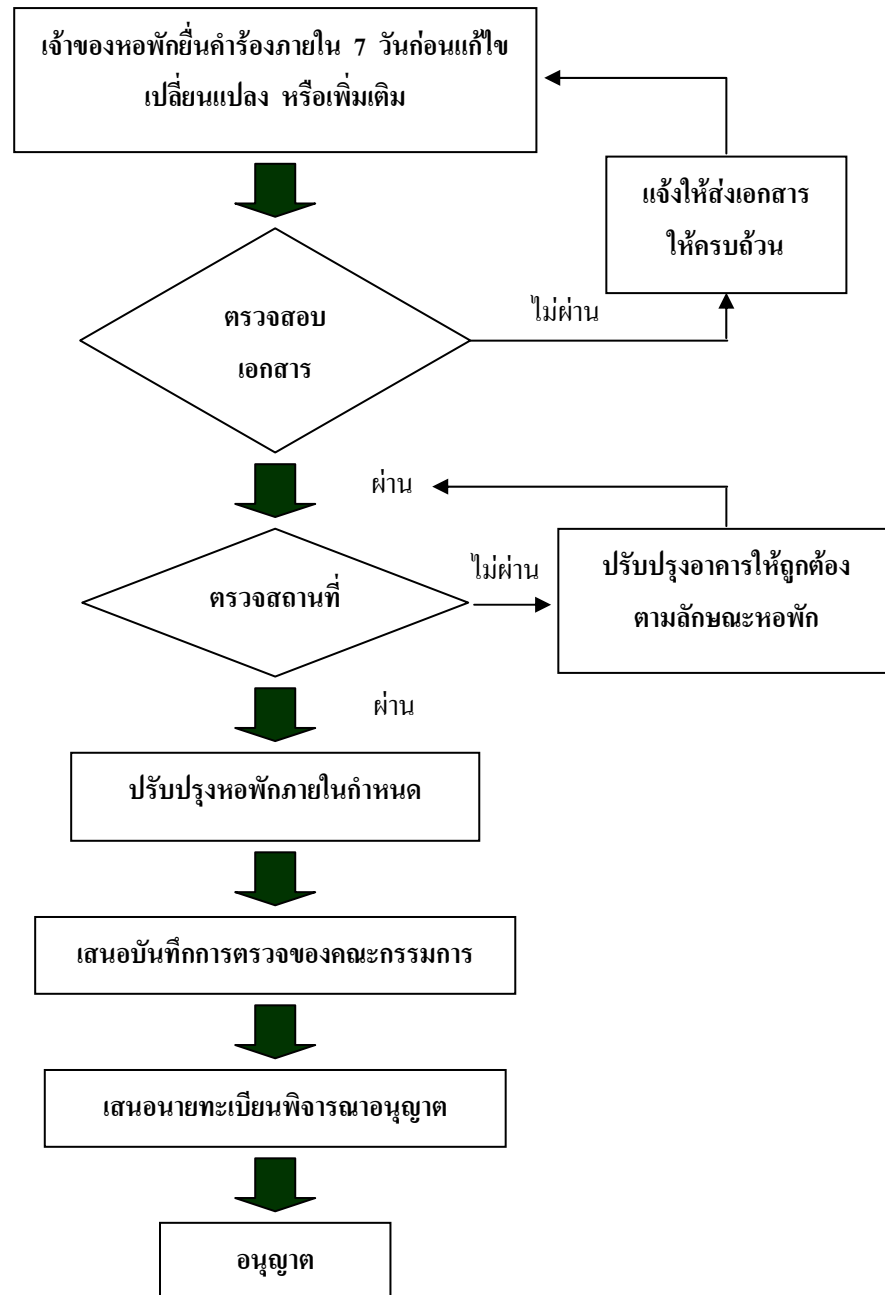 เจ้าของหอพักยื่นคำร้องภายใน 7 วันก่อนแก้ไข
เปลี่ยนแปลง หรือเพิ่มเติม
แจ้งให้ส่งเอกสาร
ให้ครบถ้วน
ไม่ผ่าน
ตรวจสอบ
เอกสาร
ผ่าน
ไม่ผ่าน
ปรับปรุงอาคารให้ถูกต้อง
ตามลักษณะหอพัก
ตรวจสถานที่
ผ่าน
ปรับปรุงหอพักภายในกำหนด
เสนอบันทึกการตรวจของคณะกรรมการ
เสนอนายทะเบียนพิจารณาอนุญาต
อนุญาต